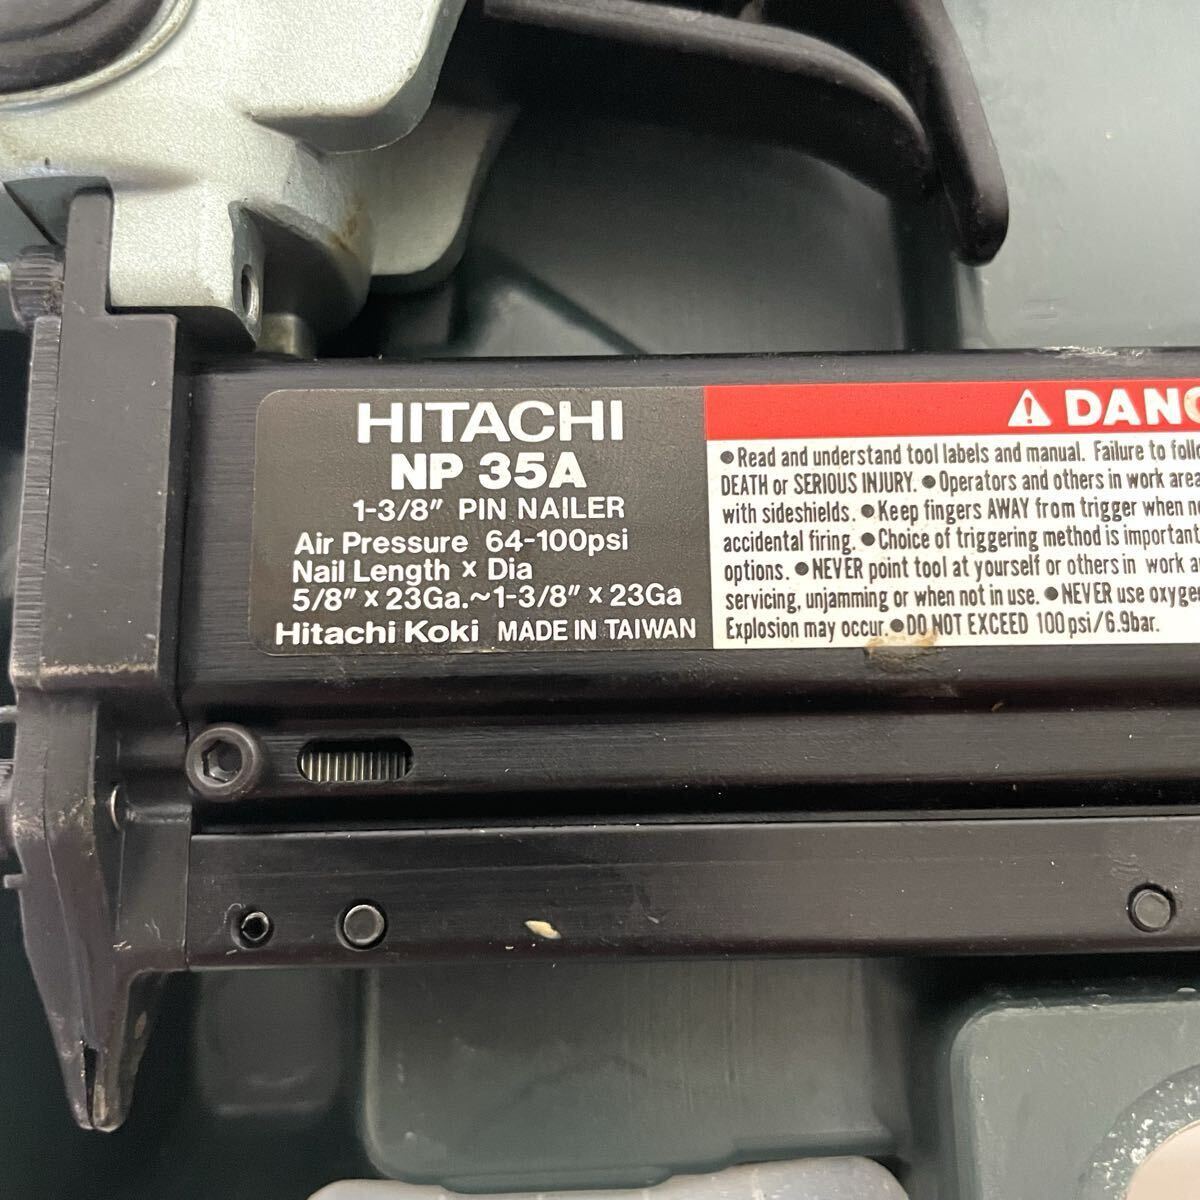 HITACHI
NP 35A
1-3/8" PIN NAILER
Air Pressure 64-100psi
Nail Length x Dia
5/8" x 23Ga.~1-3/8" x 23Ga
Hitachi Koki MADE IN TAIWAN
DANG
●Read and understand tool labels and manual. Failure to foll
DEATH or SERIOUS INJURY. ●Operators and others in work area
with sideshields. ●Keep fingers AWAY from trigger when n
accidental firing. ●Choice of triggering method is important
options. ●NEVER point tool at yourself or others in work a
servicing, unjamming or when not in use. ●NEVER use oxyge
Explosion may occur. ●DO NOT EXCEED 100psi/6.9bar.